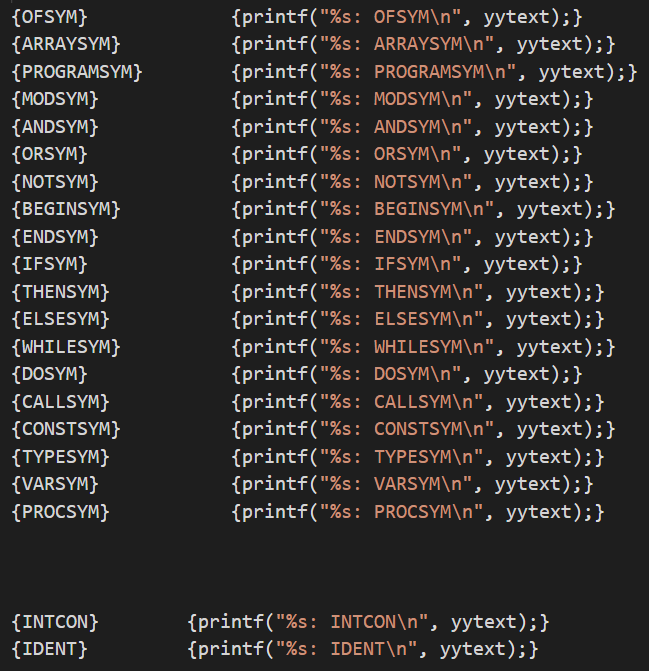 {OFSYM} {printf("%s: OFSYM\n", yytext);}
{ARRAYSYM} {printf("%s: ARRAYSYM\n", yytext);}
{PROGRAMSYM} {printf("%s: PROGRAMSYM\n", yytext);}
{MODSYM} {printf("%s: MODSYM\n", yytext);}
{ANDSYM} {printf("%s: ANDSYM\n", yytext);}
{ORSYM} {printf("%s: ORSYM\n", yytext);}
{NOTSYM} {printf("%s: NOTSYM\n", yytext);}
{BEGINSYM} {printf("%s: BEGINSYM\n", yytext);}
{ENDSYM} {printf("%s: ENDSYM\n", yytext);}
{IFSYM} {printf("%s: IFSYM\n", yytext);}
{THENSYM} {printf("%s: THENSYM\n", yytext);}
{ELSESYM} {printf("%s: ELSESYM\n", yytext);}
{WHILESYM} {printf("%s: WHILESYM\n", yytext);}
{DOSYM} {printf("%s: DOSYM\n", yytext);}
{CALLSYM} {printf("%s: CALLSYM\n", yytext);}
{CONSTSYM} {printf("%s: CONSTSYM\n", yytext);}
{TYPESYM} {printf("%s: TYPESYM\n", yytext);}
{VARSYM} {printf("%s: VARSYM\n", yytext);}
{PROCSYM} {printf("%s: PROCSYM\n", yytext);}
{INTCON} {printf("%s: INTCON\n", yytext);}
{IDENT} {printf("%s: IDENT\n", yytext);}